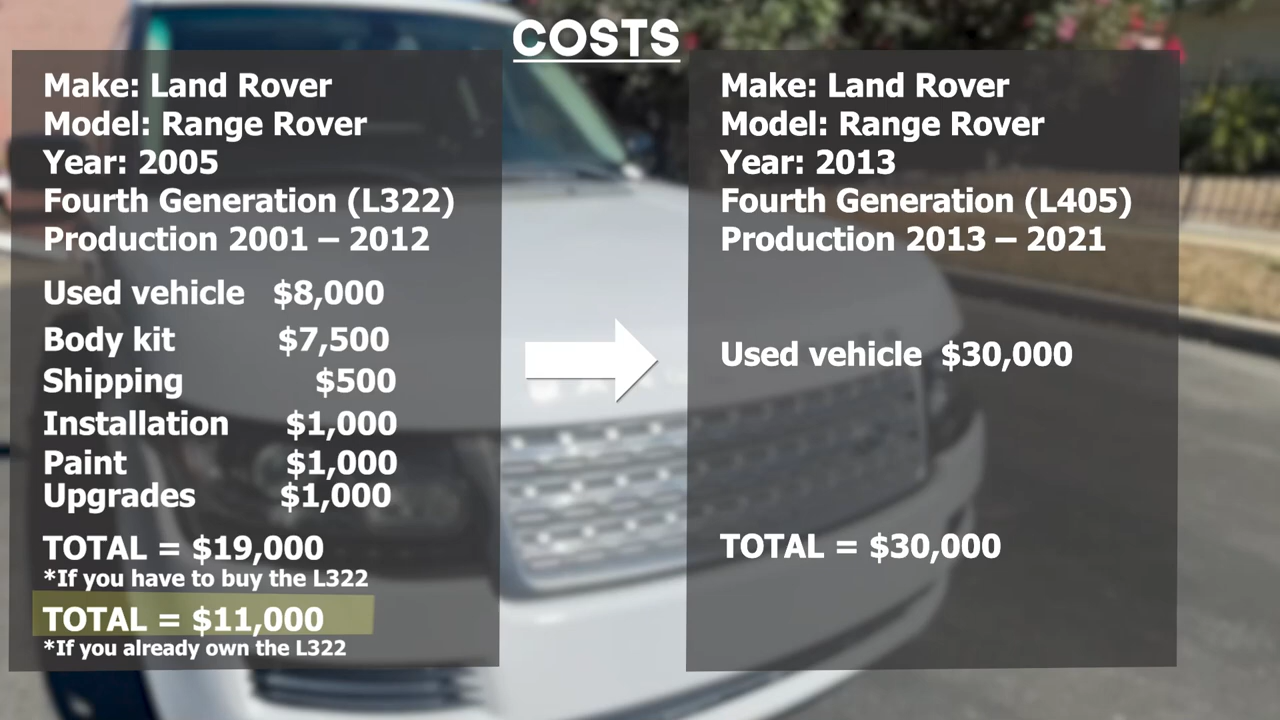 COSTS
Make: Land Rover
Model: Range Rover
Year: 2005
Fourth Generation (L322)
Production 2001 – 2012
Used vehicle $8,000
Body kit $7,500
Shipping $500
Installation $1,000
Paint $1,000
Upgrades $1,000
TOTAL = $19,000
*If you have to buy the L322
TOTAL = $11,000
*If you already own the L322
Make: Land Rover
Model: Range Rover
Year: 2013
Fourth Generation (L405)
Production 2013 – 2021
Used vehicle $30,000
TOTAL = $30,000